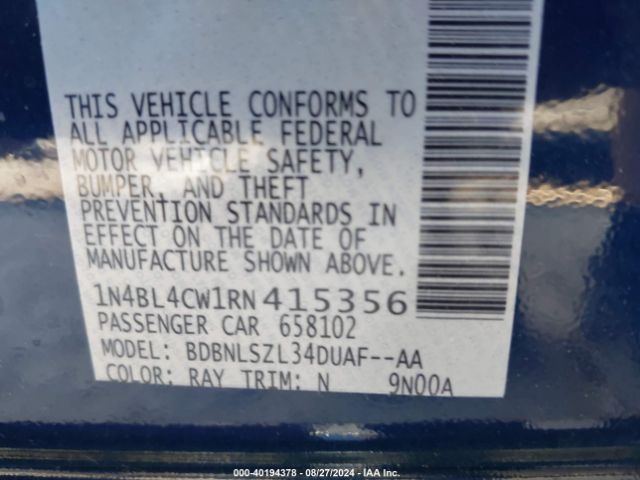 THIS VEHICLE CONFORMS TO
ALL APPLICABLE FEDERAL
MOTOR VEHICLE SAFETY,
BUMPER, AND THEFT
PREVENTION STANDARDS IN
EFFECT ON THE DATE OF
MANUFACTURE SHOWN ABOVE.
1N4BL4CW1RN415356
PASSENGER CAR 658102
MODEL: BDBNLSZL34DUAF--AA
COLOR: RAY TRIM: N 9N00A
000-40194378 - 08/27/2024 - IAA Inc.